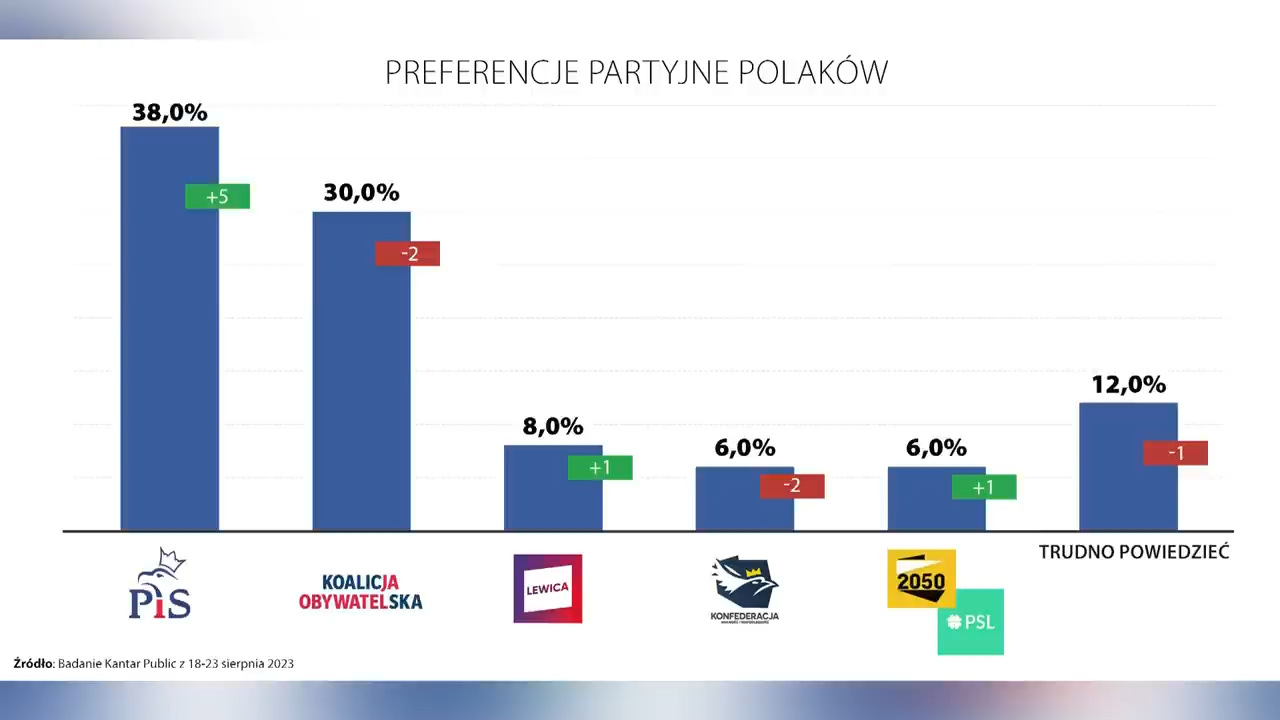 PREFERENCJE PARTYJNE POLAKÓW
38,0%
+5
30,0%
-2
8,0%
+1
6,0%
-2
6,0%
+1
12,0%
-1
PiS
KOALICJA
OBYWATELSKA
LEWICA
KONFEDERACJA
2050
PSL
TRUDNO POWIEDZIEĆ
Źródło: Badanie Kantar Public z 18-23 sierpnia 2023